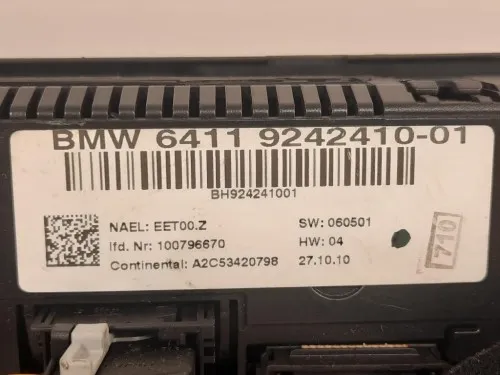 BMW 6411 9242410-01
BH924241001
NAEL: EET00.Z SW: 060501
lfd. Nr: 100796670 HW: 04
Continental: A2C53420798 27.10.10
710